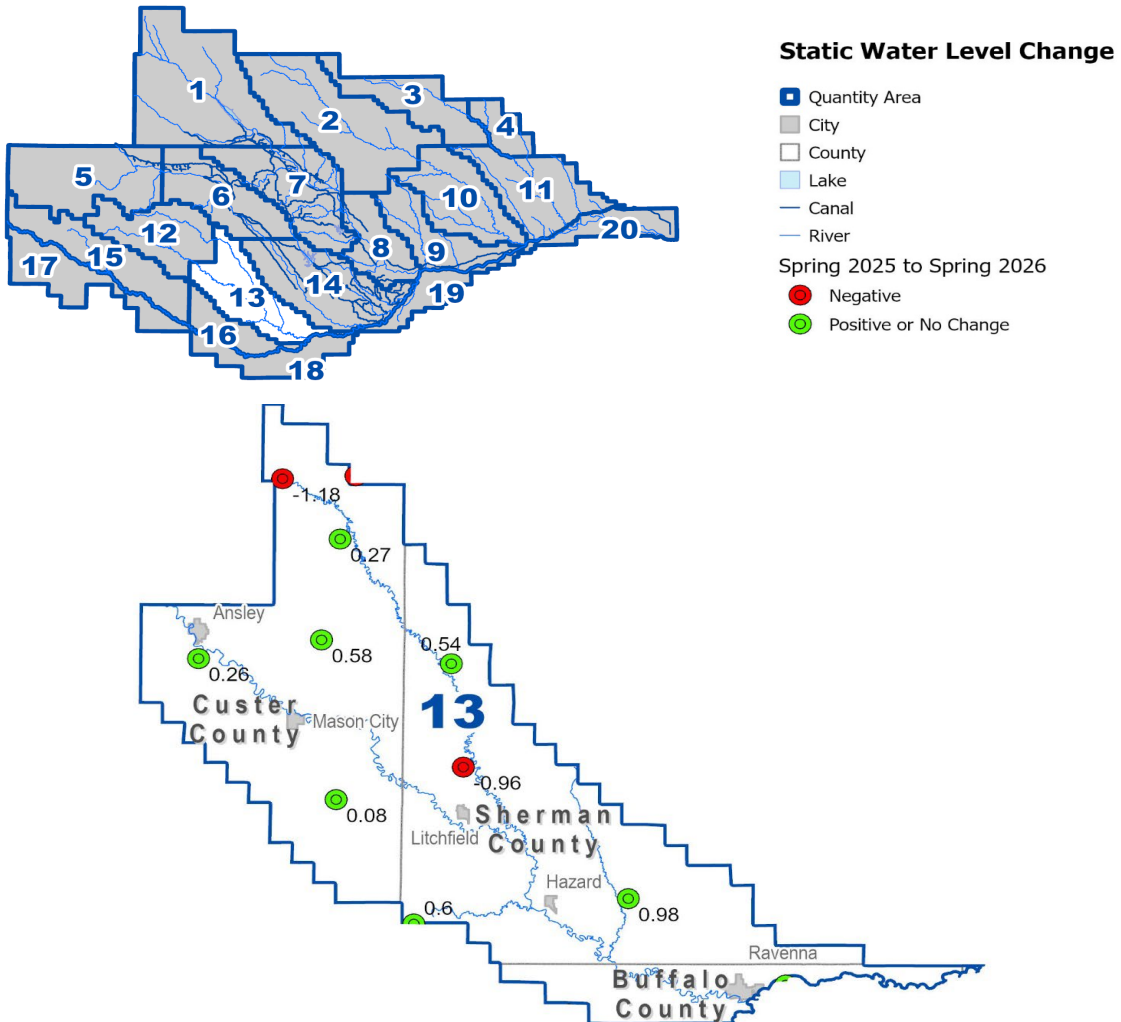 Static Water Level Change
Quantity Area
City
County
Lake
Canal
River
Spring 2025 to Spring 2026
Negative
Positive or No Change
1
2
3
4
5
6
7
8
9
10
11
12
13
14
15
16
17
18
19
20
-1.18
0.27
Ansley
0.58
0.54
0.26
Custer
County
Mason City
13
-0.96
0.08
Sherman
County
Litchfield
Hazard
0.6
0.98
Ravenna
Buffalo
County